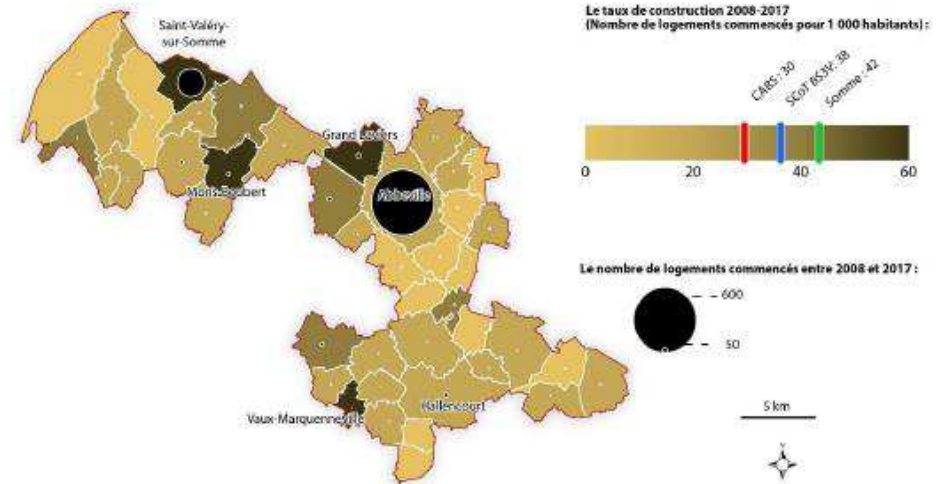 Saint-Valéry-
sur-Somme
Grand Laviers
Mons-Boubert
Abbeville
Vaux-Marquenneville
Hallencourt
Le taux de construction 2008-2017
(Nombre de logements commencés pour 1 000 habitants) :
CABS : 30
SCoT BS3V: 38
Somme : 42
0 20 40 60
Le nombre de logements commencés entre 2008 et 2017 :
600
50
5 km